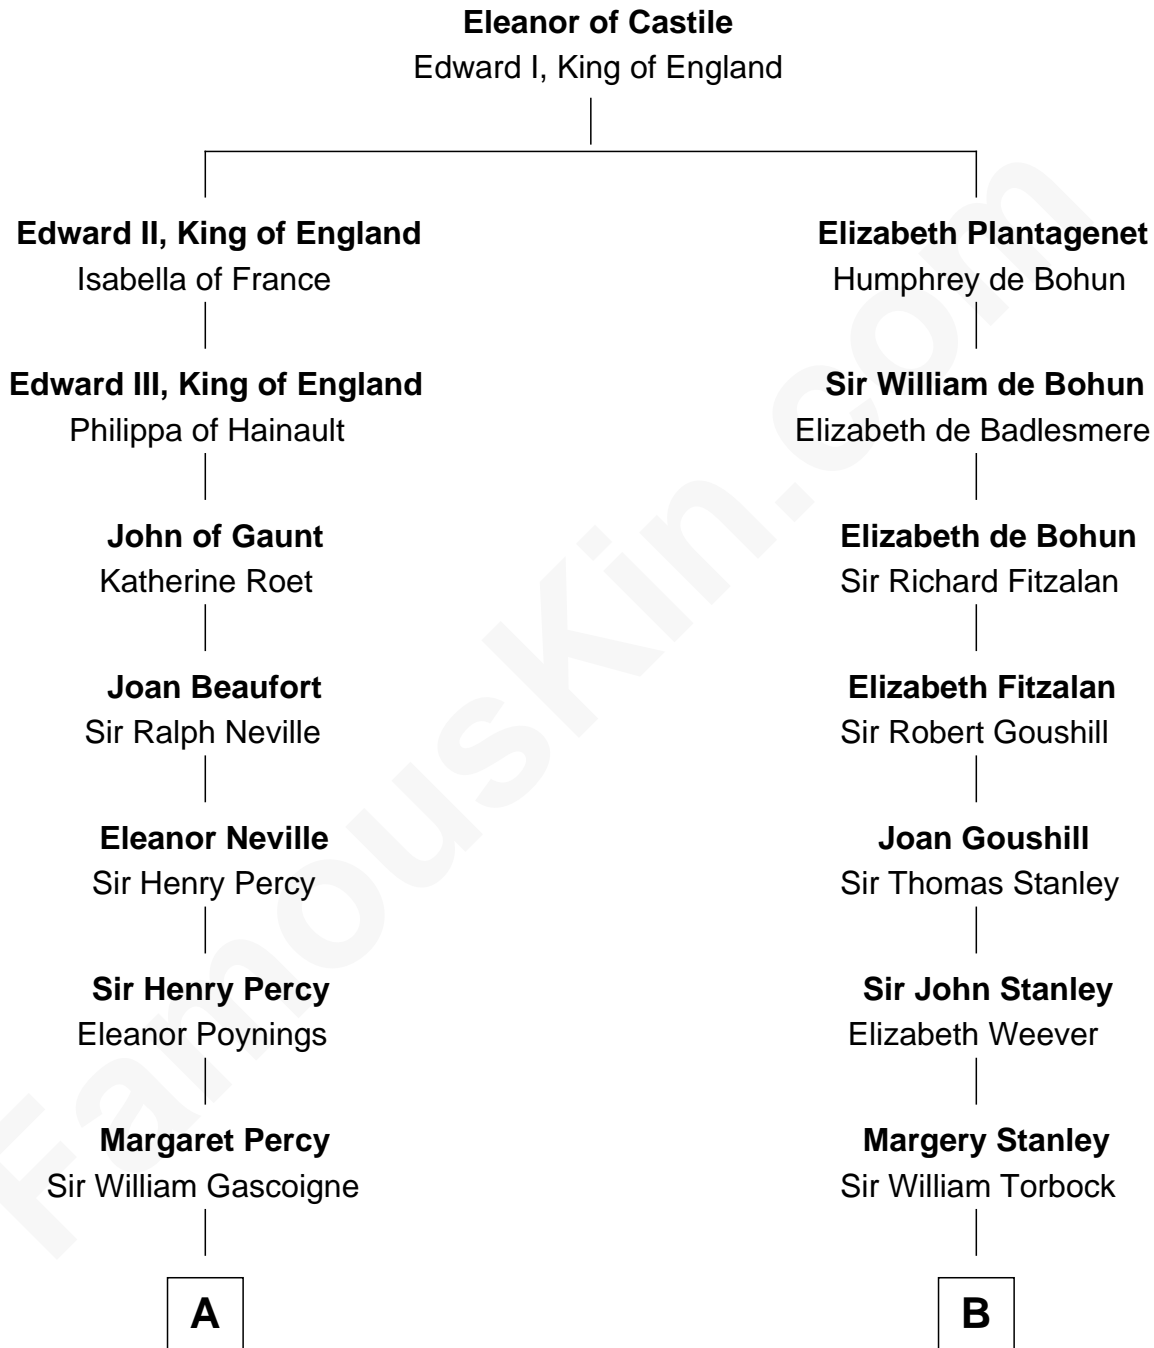 Eleanor of Castile
Edward I, King of England
Edward II, King of England
Isabella of France
Elizabeth Plantagenet
Humphrey de Bohun
Edward III, King of England
Philippa of Hainault
Sir William de Bohun
Elizabeth de Badlesmere
John of Gaunt
Katherine Roet
Elizabeth de Bohun
Sir Richard Fitzalan
Joan Beaufort
Sir Ralph Neville
Elizabeth Fitzalan
Sir Robert Goushill
Eleanor Neville
Sir Henry Percy
Joan Goushill
Sir Thomas Stanley
Sir Henry Percy
Eleanor Poynings
Sir John Stanley
Elizabeth Weever
Margaret Percy
Sir William Gascoigne
Margery Stanley
Sir William Torbock
A
B
FamousKin.com